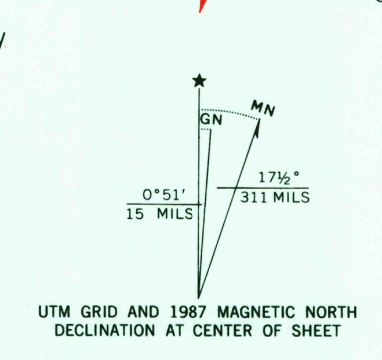 MN
GN
17½°
311 MILS
0°51′
15 MILS
UTM GRID AND 1987 MAGNETIC NORTH
DECLINATION AT CENTER OF SHEET